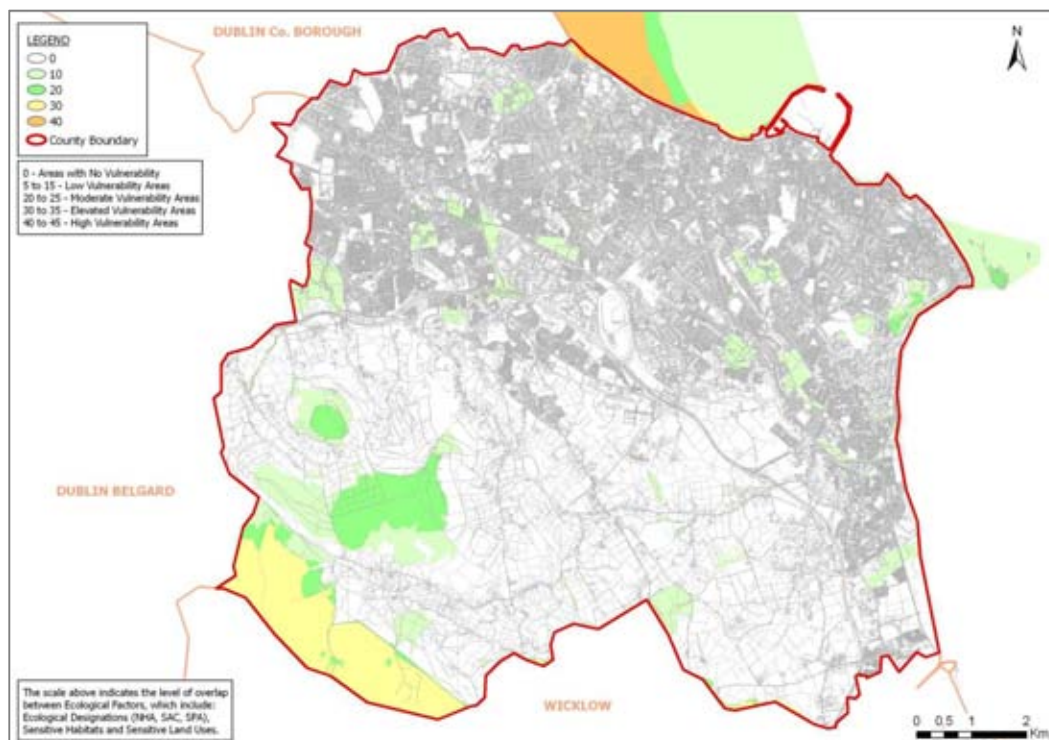 DUBLIN Co. BOROUGH
N
LEGEND
0
10
20
30
40
County Boundary
0 - Areas with No Vulnerability
5 to 15 - Low Vulnerability Areas
20 to 25 - Moderate Vulnerability Areas
30 to 35 - Elevated Vulnerability Areas
40 to 45 - High Vulnerability Areas
DUBLIN BELGARD
The scale above indicates the level of overlap
between Ecological Factors, which include:
Ecological Designations (NHA, SAC, SPA),
Sensitive Habitats and Sensitive Land Uses.
WICKLOW
0 0.5 1 2
Km